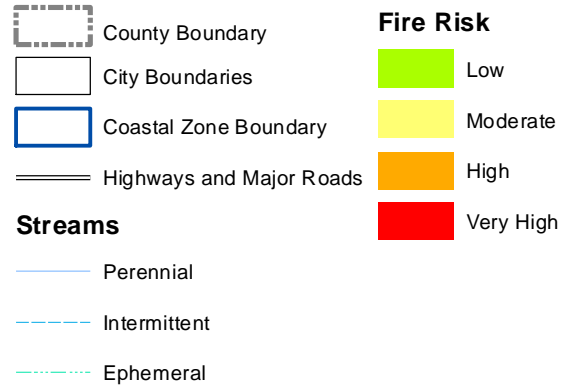 County Boundary
City Boundaries
Coastal Zone Boundary
Highways and Major Roads
Streams
Perennial
Intermittent
Ephemeral
Fire Risk
Low
Moderate
High
Very High